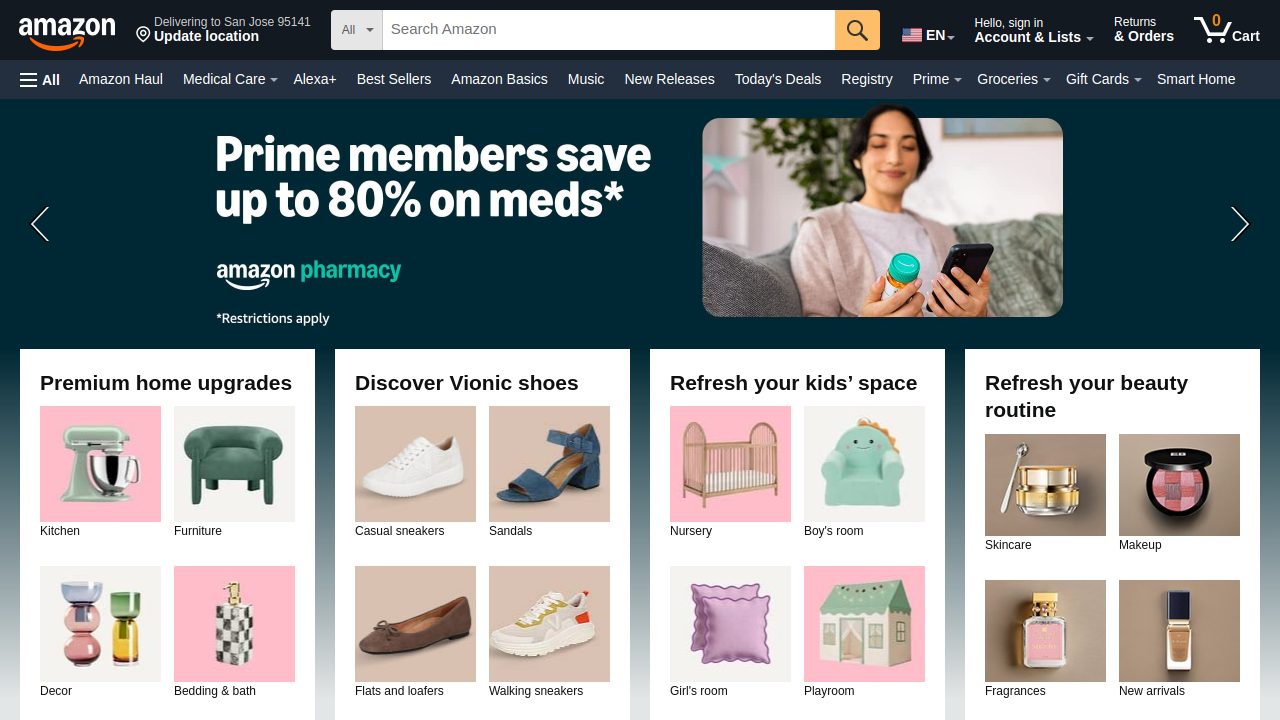 amazon
Delivering to San Jose 95141
Update location
All
Search Amazon
EN
Hello, sign in
Account & Lists
Returns
& Orders
0
Cart
All
Amazon Haul
Medical Care
Alexa+
Best Sellers
Amazon Basics
Music
New Releases
Today's Deals
Registry
Prime
Groceries
Gift Cards
Smart Home
Prime members save
up to 80% on meds*
amazon pharmacy
*Restrictions apply
Premium home upgrades
Kitchen
Furniture
Decor
Bedding & bath
Discover Vionic shoes
Casual sneakers
Sandals
Flats and loafers
Walking sneakers
Refresh your kids’ space
Nursery
Boy's room
Girl's room
Playroom
Refresh your beauty
routine
Skincare
Makeup
Fragrances
New arrivals